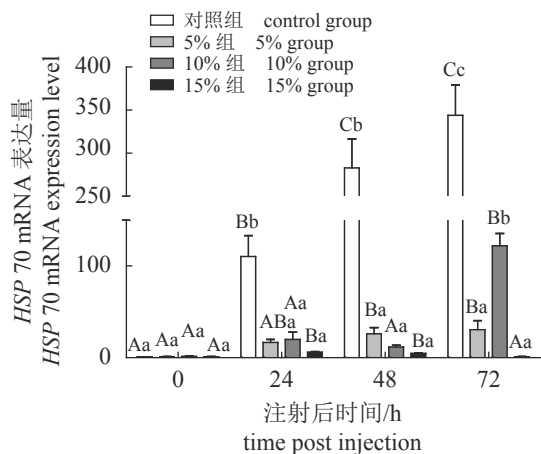 对照组 control group
5% 组 5% group
10% 组 10% group
15% 组 15% group
HSP 70 mRNA 表达量
HSP 70 mRNA expression level
400
350
300
250
100
0
Aa Aa Aa Aa
Bb ABa Aa Ba
Cb Ba Aa Ba
Cc Ba Bb Aa
0 24 48 72
注射后时间/h
time post injection